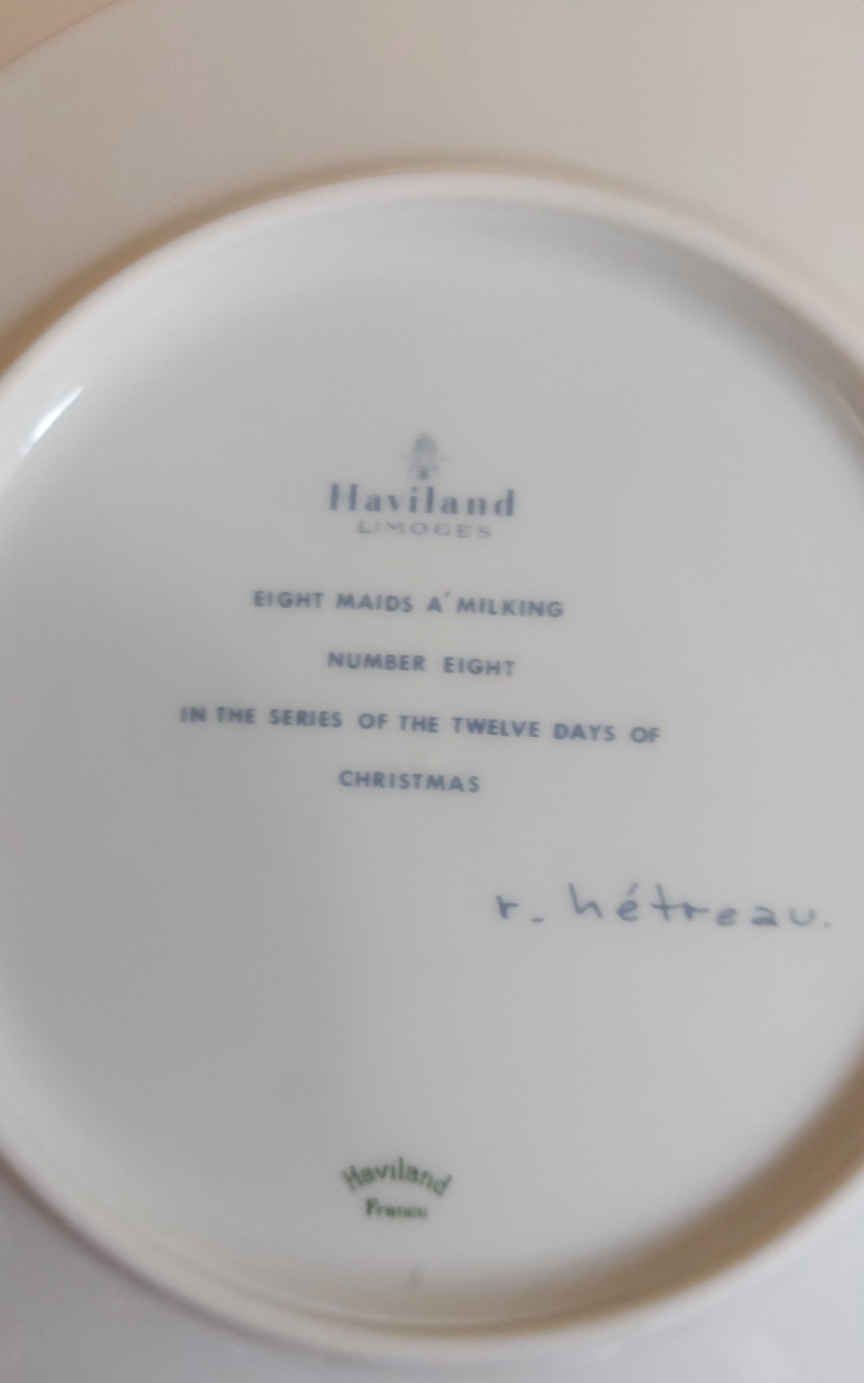 Haviland
LIMOGES
EIGHT MAIDS A' MILKING
NUMBER EIGHT
IN THE SERIES OF THE TWELVE DAYS OF
CHRISTMAS
r. hétreau.
Haviland
France